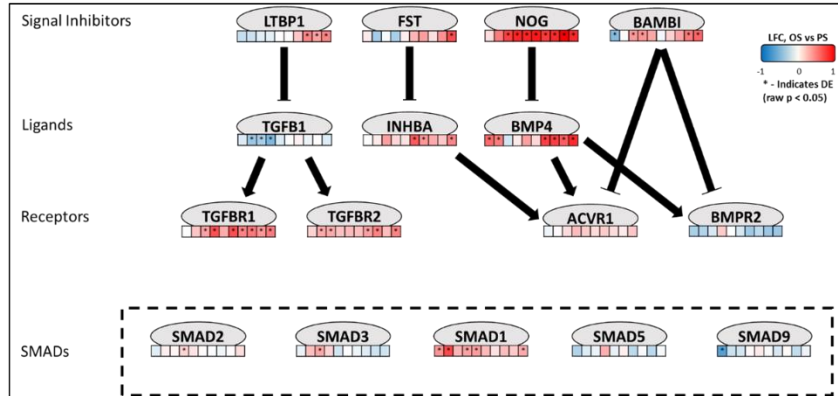 Signal Inhibitors
LTBP1
FST
NOG
BAMBI
LFC, OS vs PS
-1 0 1
* - Indicates DE
(raw p < 0.05)
Ligands
TGFB1
INHBA
BMP4
Receptors
TGFBR1
TGFBR2
ACVR1
BMPR2
SMADs
SMAD2
SMAD3
SMAD1
SMAD5
SMAD9